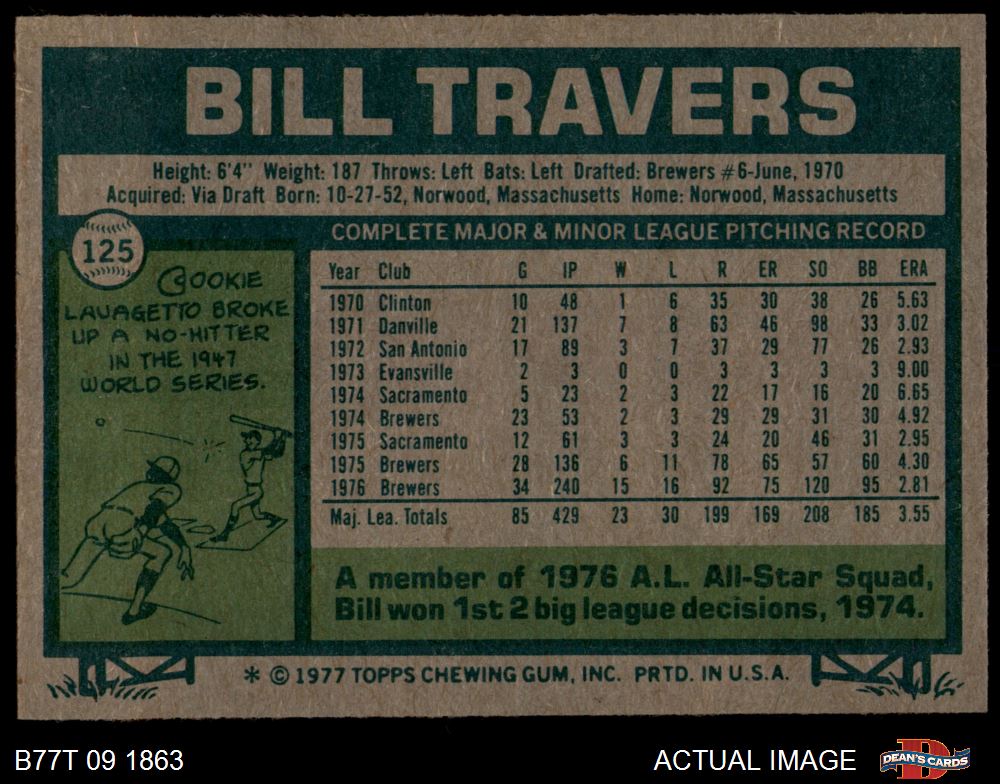 BILL TRAVERS
Height: 6'4" Weight: 187 Throws: Left Bats: Left Drafted: Brewers #6-June, 1970
Acquired: Via Draft Born: 10-27-52, Norwood, Massachusetts Home: Norwood, Massachusetts
125
COOKIE
LAVAGETTO BROKE
UP A NO-HITTER
IN THE 1947
WORLD SERIES.
COMPLETE MAJOR & MINOR LEAGUE PITCHING RECORD
Year Club G IP W L R ER SO BB ERA
1970 Clinton 10 48 1 6 35 30 38 26 5.63
1971 Danville 21 137 7 8 63 46 98 33 3.02
1972 San Antonio 17 89 3 7 37 29 77 26 2.93
1973 Evansville 2 3 0 0 3 3 3 3 9.00
1974 Sacramento 5 23 2 3 22 17 16 20 6.65
1974 Brewers 23 53 2 3 29 29 31 30 4.92
1975 Sacramento 12 61 3 3 24 20 46 31 2.95
1975 Brewers 28 136 6 11 78 65 57 60 4.30
1976 Brewers 34 240 15 16 92 75 120 95 2.81
Maj. Lea. Totals 85 429 23 30 199 169 208 185 3.55
A member of 1976 A.L. All-Star Squad,
Bill won 1st 2 big league decisions, 1974.
* © 1977 TOPPS CHEWING GUM, INC. PRTD. IN U.S.A.
B77T 09 1863
ACTUAL IMAGE
D
DEAN'S CARDS